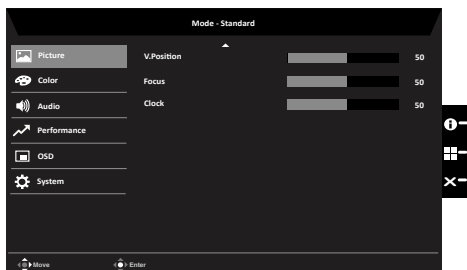 Mode - Standard
Picture
V.Position
50
Color
Focus
50
Audio
Clock
50
Performance
OSD
System
Move
Enter